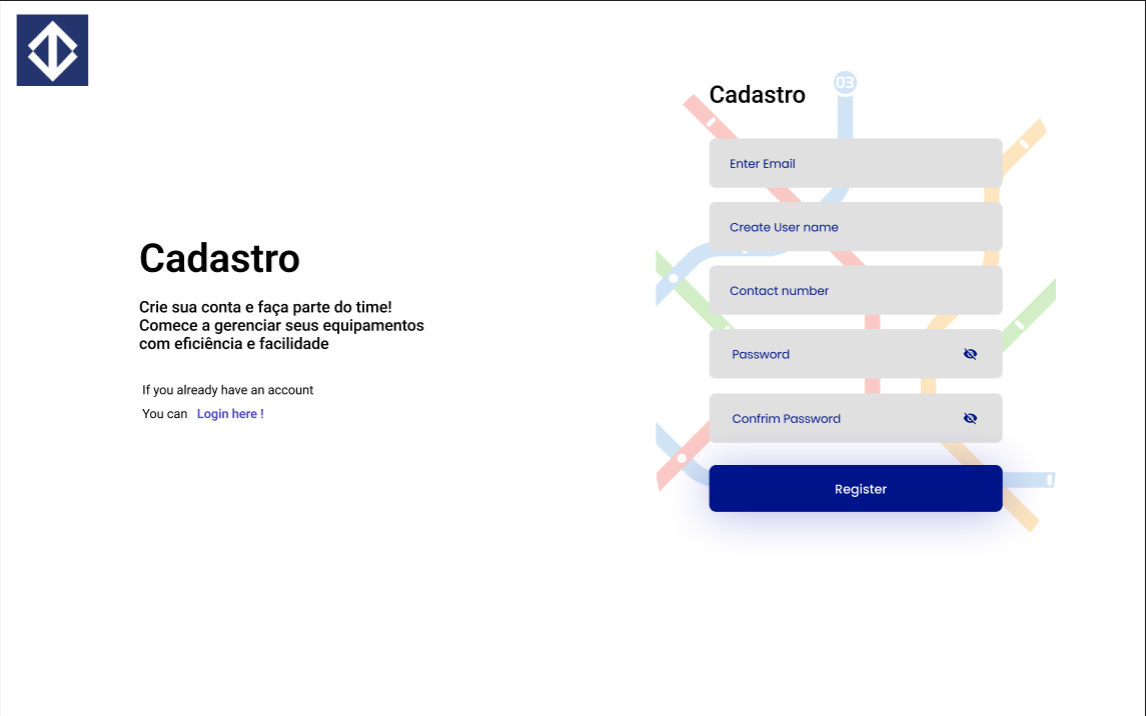 Cadastro
Crie sua conta e faça parte do time!
Comece a gerenciar seus equipamentos
com eficiência e facilidade
If you already have an account
You can Login here !
03
Cadastro
Enter Email
Create User name
Contact number
Password
Confrim Password
Register